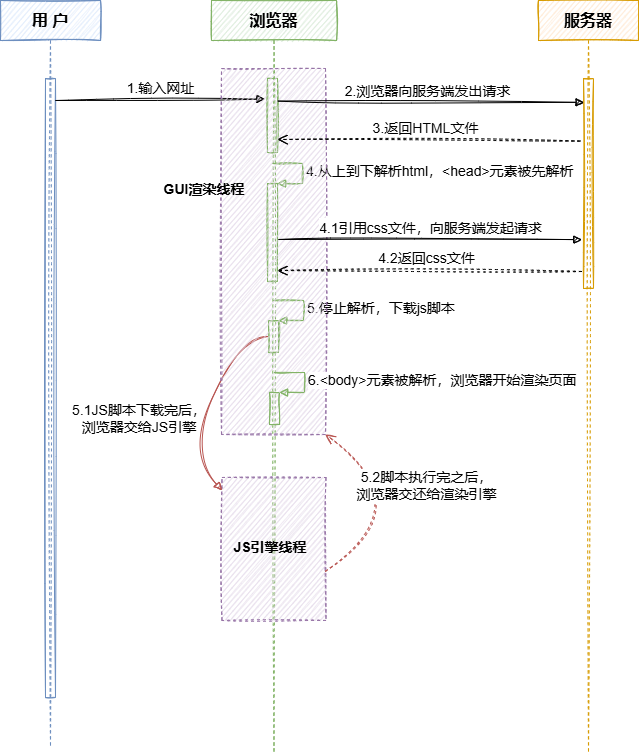 用 户
浏览器
服务器
1.输入网址
2.浏览器向服务端发出请求
3.返回HTML文件
4.从上到下解析html，<head>元素被先解析
GUI渲染线程
4.1引用css文件，向服务端发起请求
4.2返回css文件
5.停止解析，下载js脚本
6.<body>元素被解析，浏览器开始渲染页面
5.1JS脚本下载完后，
浏览器交给JS引擎
5.2脚本执行完之后，
浏览器交还给渲染引擎
JS引擎线程